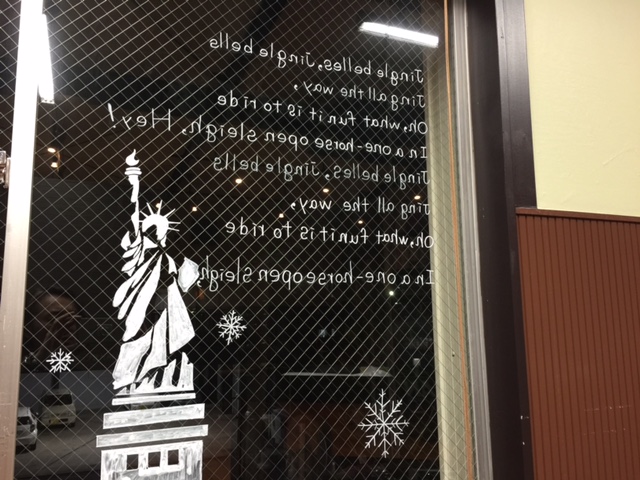 Jingle belles, Jingle bells
Jing all the way,
Oh, what fun it is to ride
In a one-horse open sleigh, Hey!
Jingle belles, Jingle bells
Jing all the way,
Oh, what fun it is to ride
In a one-horse open sleigh,